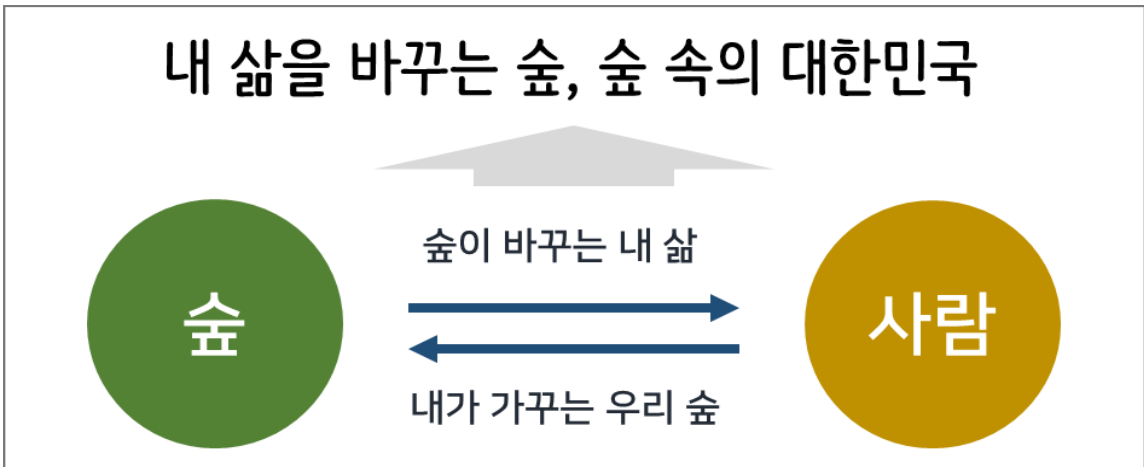 내 삶을 바꾸는 숲, 숲 속의 대한민국
숲이 바꾸는 내 삶
숲
사람
내가 가꾸는 우리 숲